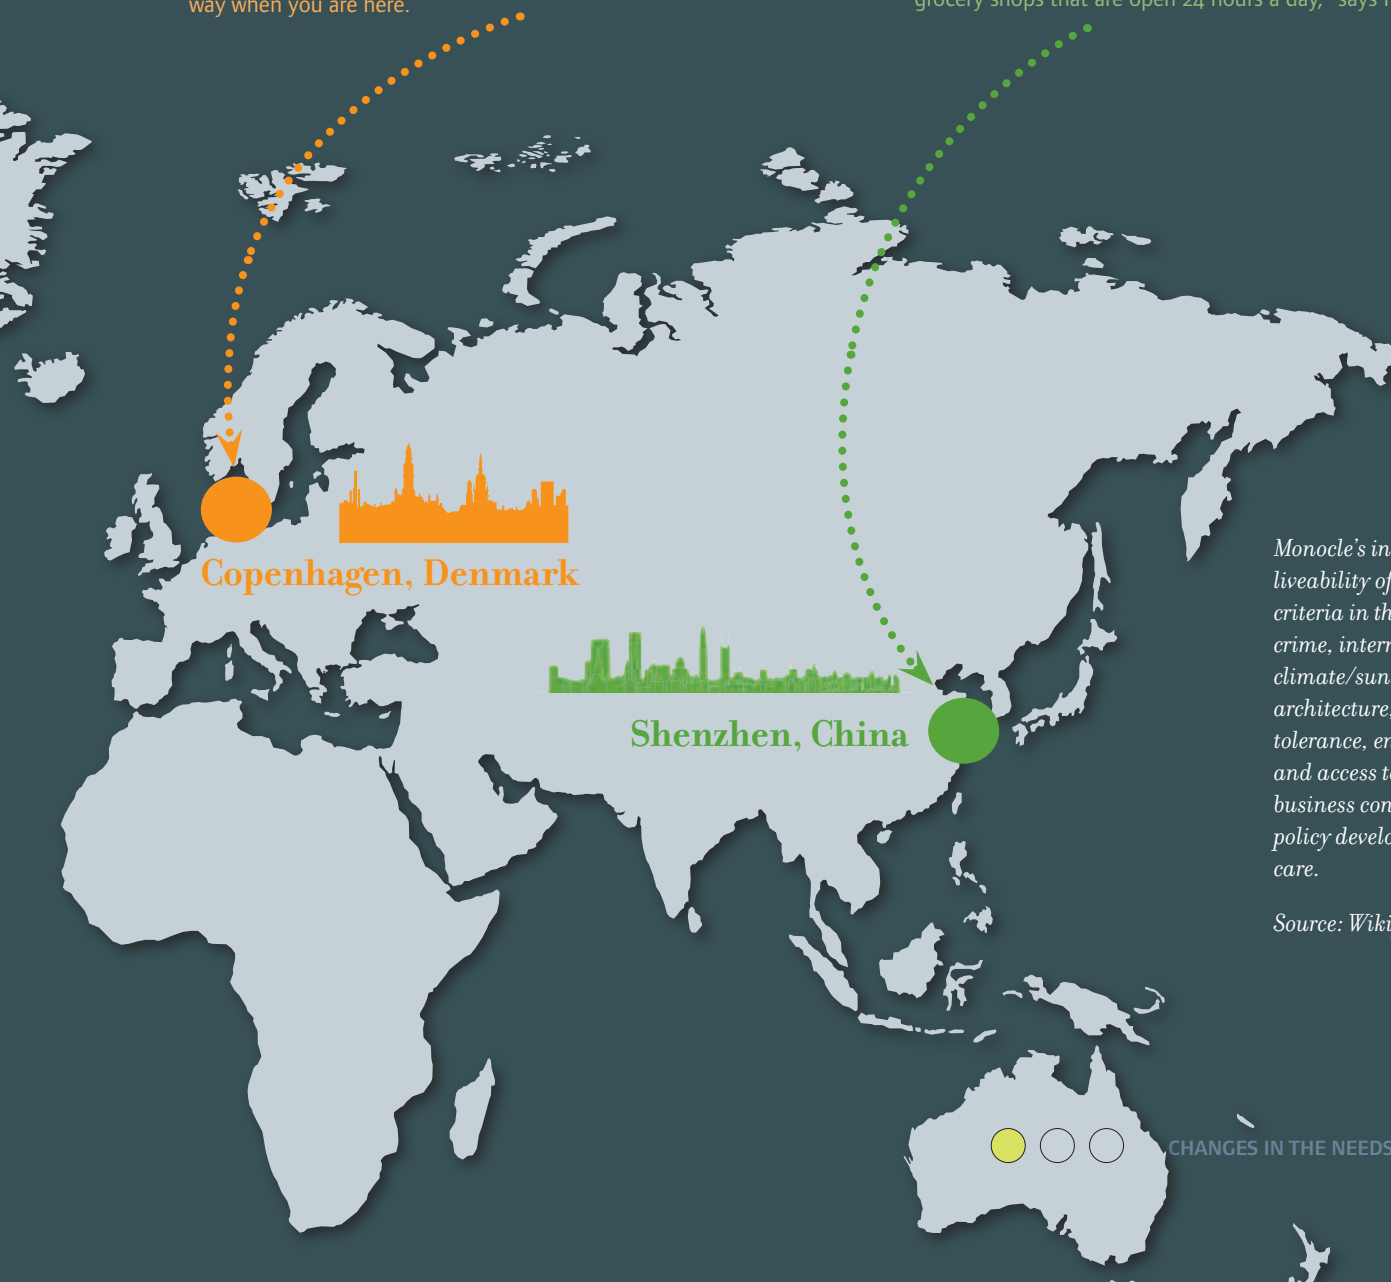 way when you are here.
grocery shops that are open 24 hours a day,” says
Copenhagen, Denmark
Shenzhen, China
Monocle’s in
liveability of
criteria in th
crime, intern
climate/sun
architecture,
tolerance, en
and access to
business con
policy develo
care.
Source: Wiki
CHANGES IN THE NEEDS